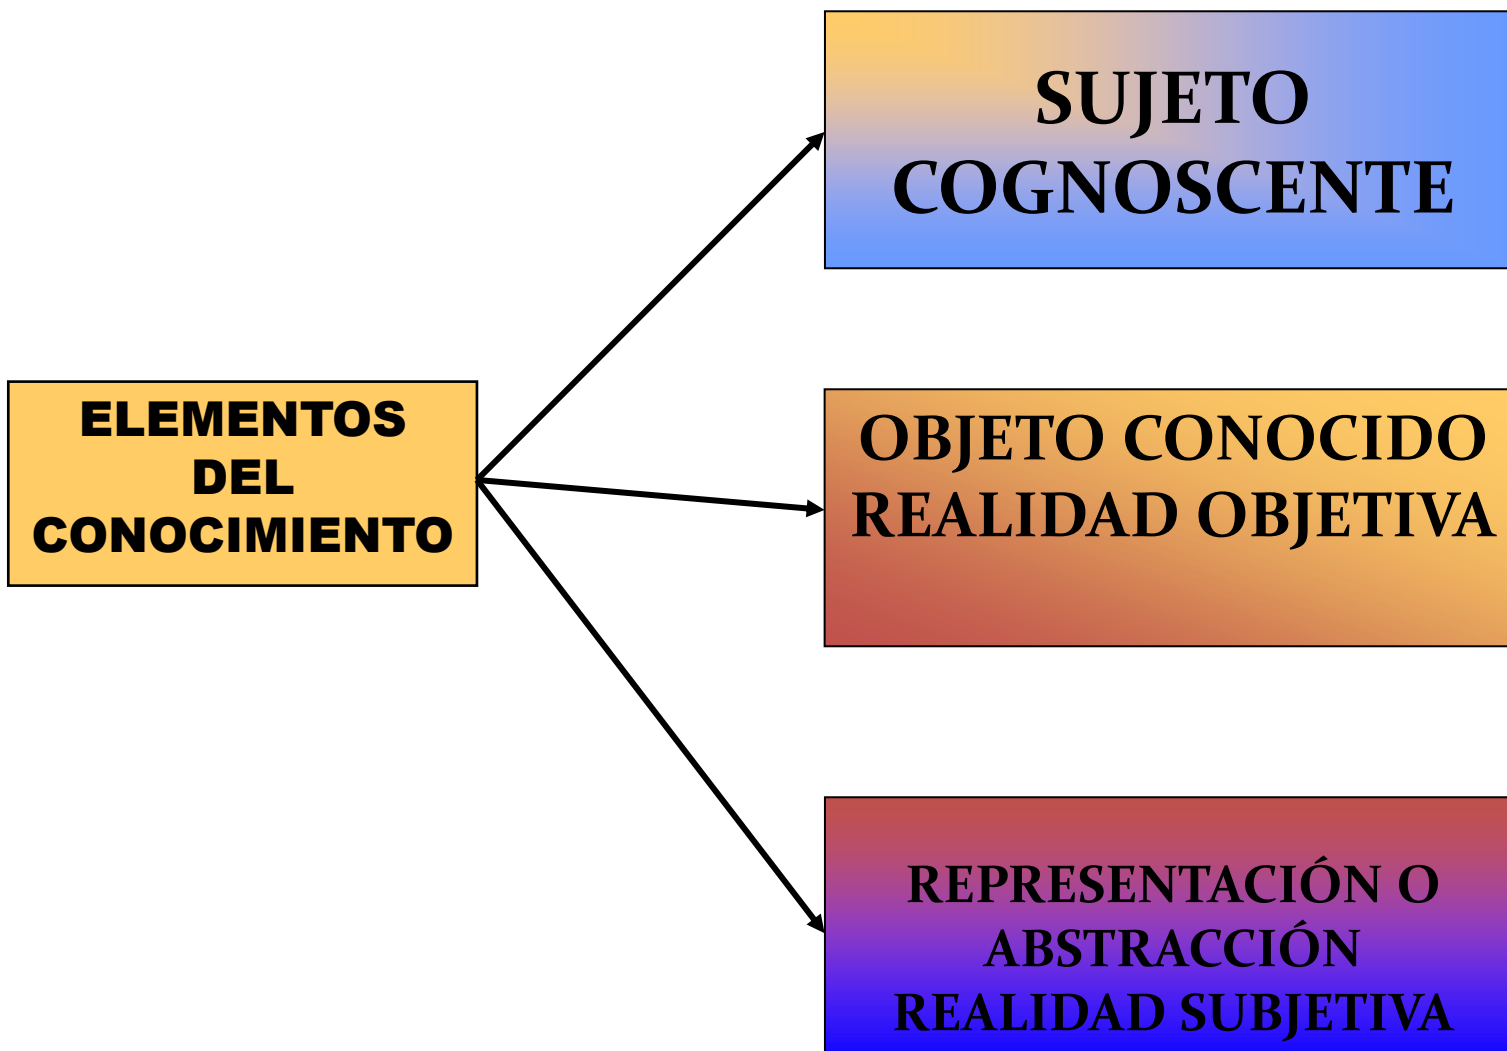 SUJETO
COGNOSCENTE
ELEMENTOS
DEL
CONOCIMIENTO
OBJETO CONOCIDO
REALIDAD OBJETIVA
REPRESENTACIÓN O
ABSTRACCIÓN
REALIDAD SUBJETIVA